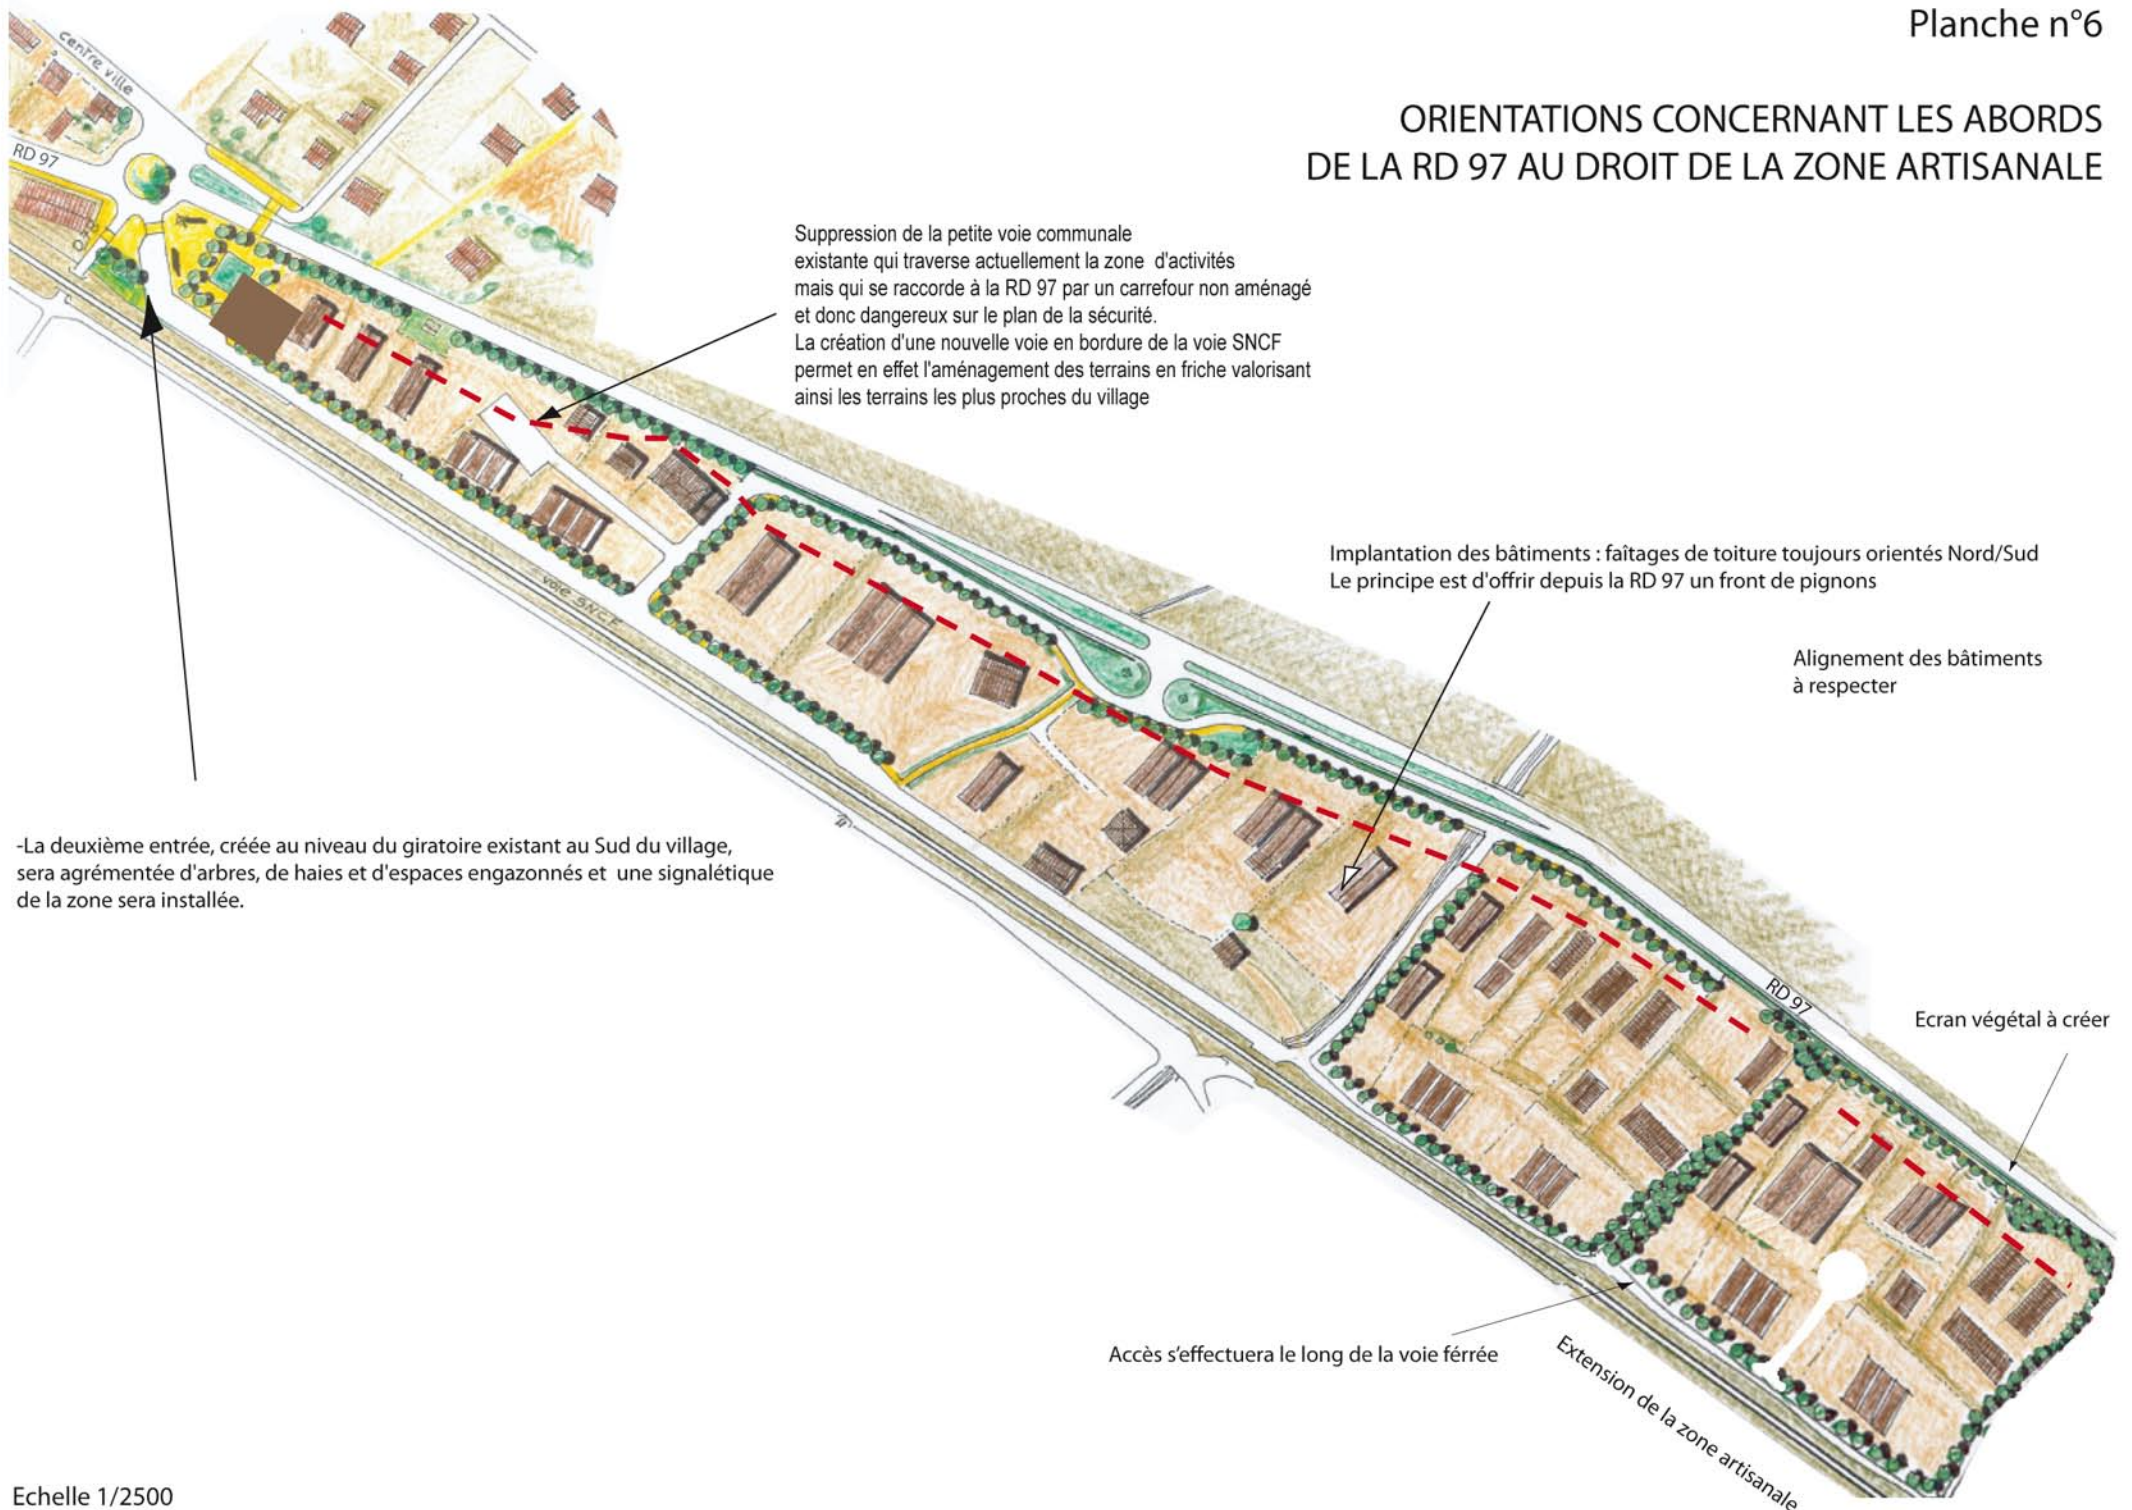 Planche n°6
ORIENTATIONS CONCERNANT LES ABORDS
DE LA RD 97 AU DROIT DE LA ZONE ARTISANALE
centre ville
RD 97
Suppression de la petite voie communale
existante qui traverse actuellement la zone d'activités
mais qui se raccorde à la RD 97 par un carrefour non aménagé
et donc dangereux sur le plan de la sécurité.
La création d'une nouvelle voie en bordure de la voie SNCF
permet en effet l'aménagement des terrains en friche valorisant
ainsi les terrains les plus proches du village
Implantation des bâtiments : faîtages de toiture toujours orientés Nord/Sud
Le principe est d'offrir depuis la RD 97 un front de pignons
voie SNCF
Alignement des bâtiments
à respecter
-La deuxième entrée, créée au niveau du giratoire existant au Sud du village,
sera agrémentée d'arbres, de haies et d'espaces engazonnés et une signalétique
de la zone sera installée.
RD 97
Ecran végétal à créer
Accès s'effectuera le long de la voie férrée
Extension de la zone artisanale
Echelle 1/2500